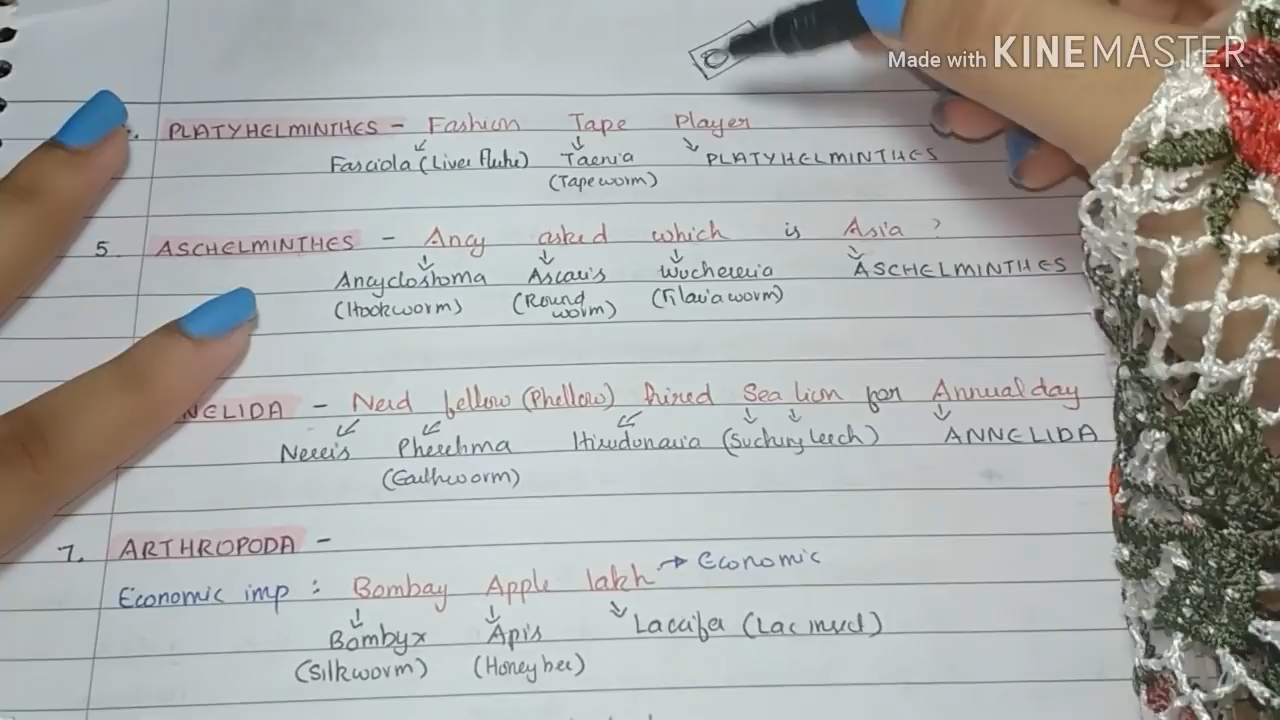 Made with KINEMASTER
PLATYHELMINTHES - Fashion Tape Player
Fasciola (Liver fluke) Taenia PLATYHELMINTHES
(Tapeworm)
5. ASCHELMINTHES - Ancy asked which is Asia ?
Ancylostoma Ascaris Wuchereria ASCHELMINTHES
(Hookworm) (Round worm) (Filaria worm)
NELIDA - Nerd fellow (Phellow) hired Sea lion for Annual day
Nereis Pheretima Hirudinaria (Sucking leech) ANNELIDA
(Earthworm)
7. ARTHROPODA -
Economic imp : Bombay Apple lakh → Economic
Bombyx Apis Laccifer (Lac insect)
(Silkworm) (Honey bee)